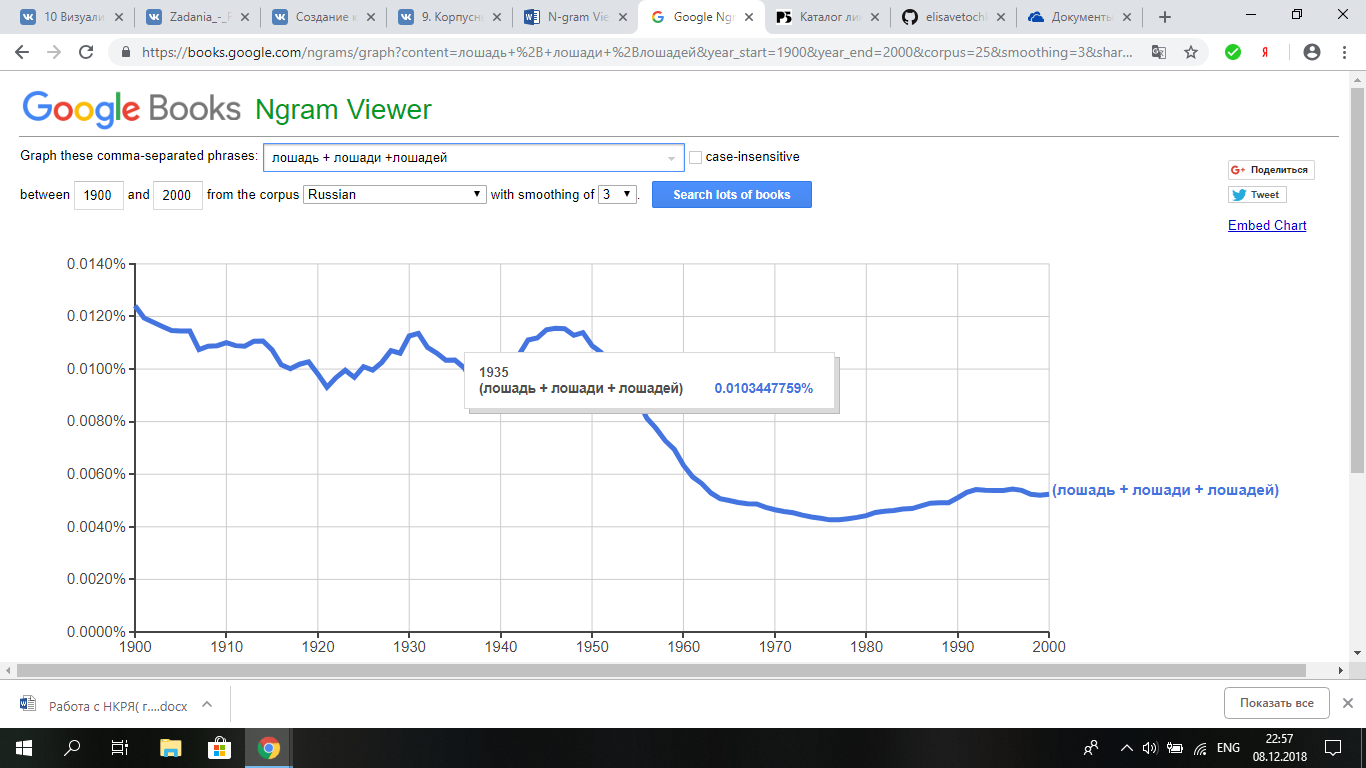 10 Визуали
Zadania_-_F
Создание к
9. Корпусн
N-gram Vie
Google Ngr
Каталог ли
elisavetochl
Документы
https://books.google.com/ngrams/graph?content=лошадь+%2B+лошади+%2Bлошадей&year_start=1900&year_end=2000&corpus=25&smoothing=3&shar...
Google Books Ngram Viewer
Graph these comma-separated phrases: лошадь + лошади +лошадей case-insensitive
between 1900 and 2000 from the corpus Russian with smoothing of 3. Search lots of books
G+ Поделиться
Tweet
Embed Chart
0.0140%
0.0120%
0.0100%
0.0080%
0.0060%
0.0040%
0.0020%
0.0000%
1935
(лошадь + лошади + лошадей) 0.0103447759%
(лошадь + лошади + лошадей)
1900 1910 1920 1930 1940 1950 1960 1970 1980 1990 2000
Работа с НКРЯ( г....docx
Показать все
ENG
22:57
08.12.2018